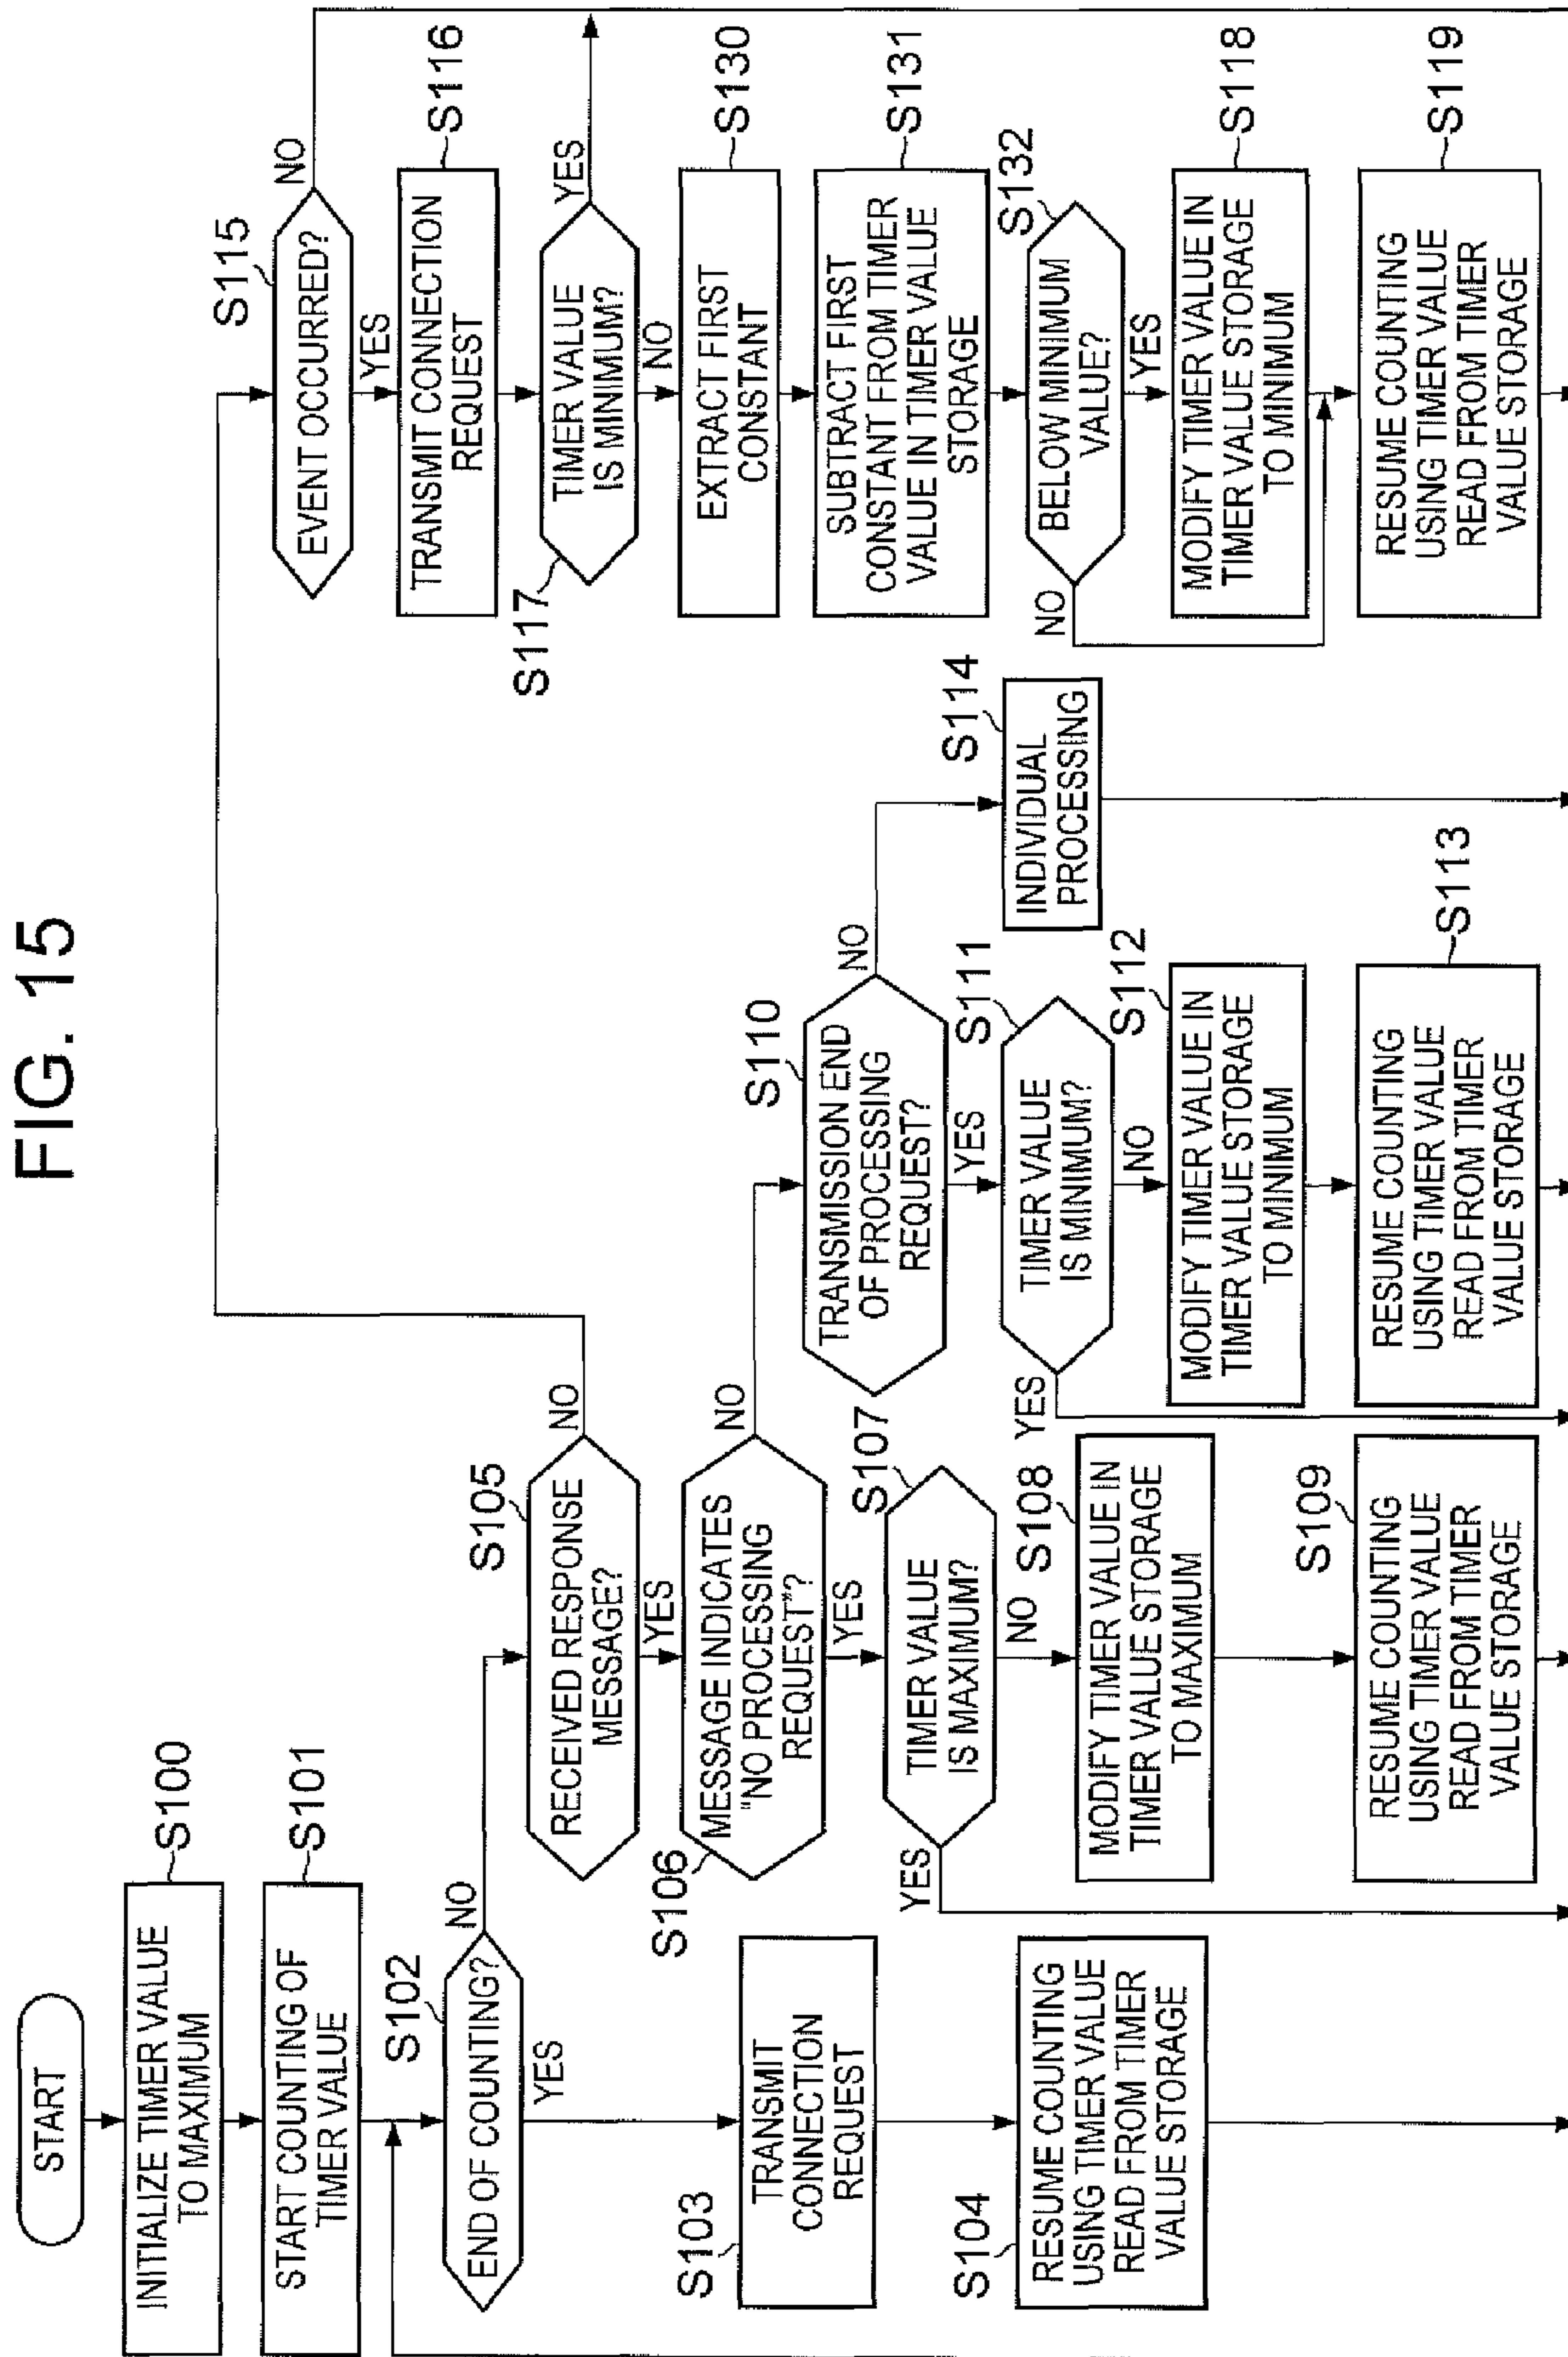 FIG. 15
START
INITIALIZE TIMER VALUE
TO MAXIMUM
S100
START COUNTING OF
TIMER VALUE
S101
END OF COUNTING?
S102
NO
YES
TRANSMIT
CONNECTION
REQUEST
S103
RESUME COUNTING
USING TIMER VALUE
READ FROM TIMER
VALUE STORAGE
S104
RECEIVED RESPONSE
MESSAGE?
S105
NO
YES
MESSAGE INDICATES
"NO PROCESSING
REQUEST"?
S106
NO
YES
TIMER VALUE
IS MAXIMUM?
S107
YES
NO
MODIFY TIMER VALUE IN
TIMER VALUE STORAGE
TO MAXIMUM
S108
RESUME COUNTING
USING TIMER VALUE
READ FROM TIMER
VALUE STORAGE
S109
TRANSMISSION END
OF PROCESSING
REQUEST?
S110
NO
YES
TIMER VALUE
IS MINIMUM?
S111
YES
NO
MODIFY TIMER VALUE IN
TIMER VALUE STORAGE
TO MINIMUM
S112
RESUME COUNTING
USING TIMER VALUE
READ FROM TIMER
VALUE STORAGE
S113
INDIVIDUAL
PROCESSING
S114
EVENT OCCURRED?
S115
NO
YES
TRANSMIT CONNECTION
REQUEST
S116
TIMER VALUE
IS MINIMUM?
S117
YES
NO
EXTRACT FIRST
CONSTANT
S130
SUBTRACT FIRST
CONSTANT FROM TIMER
VALUE IN TIMER VALUE
STORAGE
S131
BELOW MINIMUM
VALUE?
S132
NO
YES
MODIFY TIMER VALUE IN
TIMER VALUE STORAGE
TO MINIMUM
S118
RESUME COUNTING
USING TIMER VALUE
READ FROM TIMER
VALUE STORAGE
S119